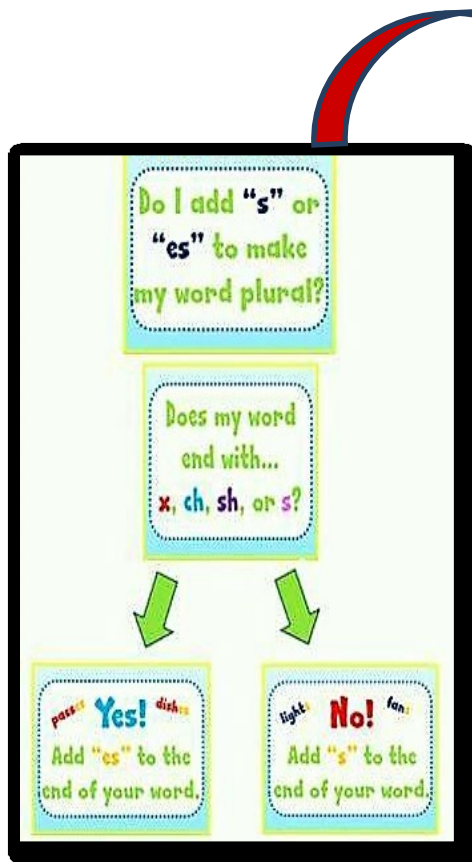 Do I add “s” or
“es” to make
my word plural?
Does my word
end with...
x, ch, sh, or s?
passes Yes! dishes
Add “es” to the
end of your word.
lights No! fans
Add “s” to the
end of your word.